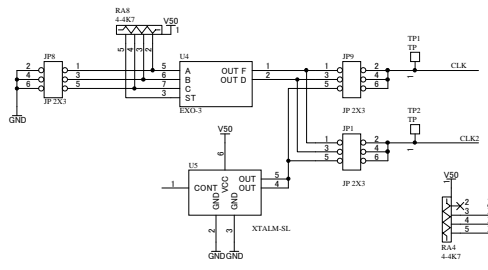 RA8
4-4K7
V50
1
5
4
3
2
JP8
2 1
4 3
6 5
JP 2X3
GND
U4
5 A OUT F 1
6 B OUT D 2
7 C
3 ST
EXO-3
JP9
1 2
3 4
5 6
JP 2X3
TP1
TP
1
CLK
TP2
TP
1
CLK2
JP1
1 2
3 4
5 6
JP 2X3
V50
6
U5
1 CONT VCC OUT 5
OUT 4
GND GND
2 3
XTALM-SL
GND GND
V50
1
2
3
4
5
RA4
4-4K7